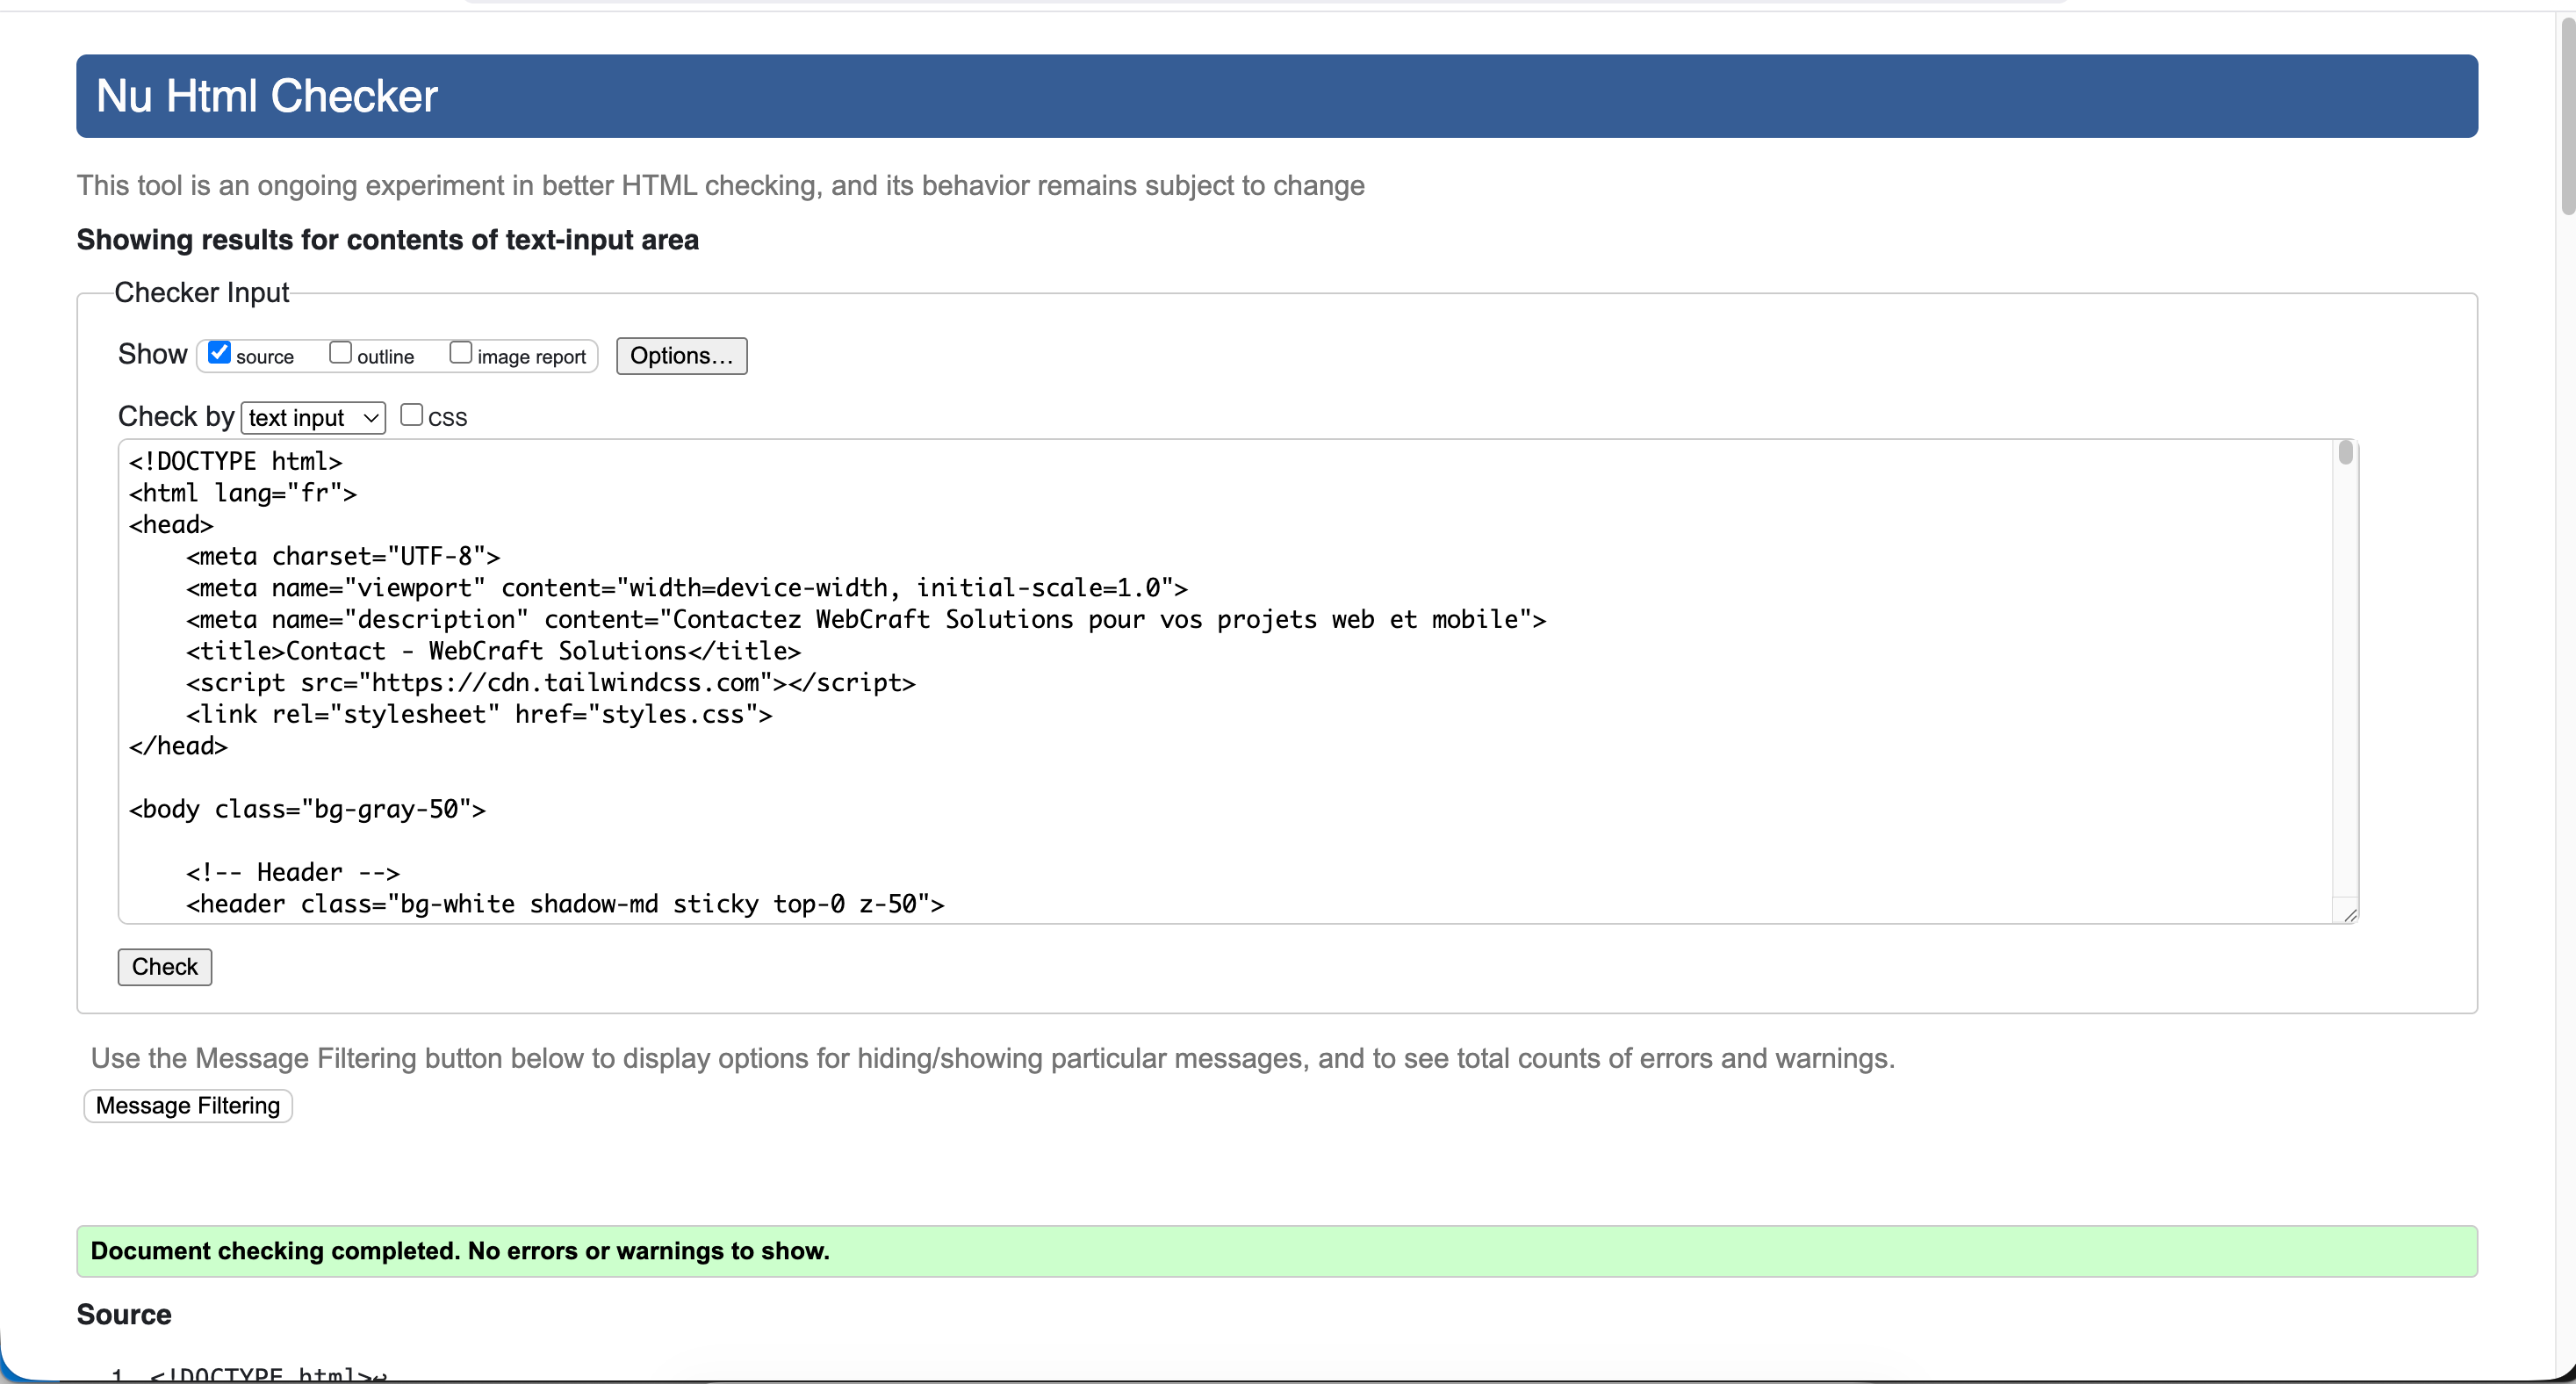 Nu Html Checker
This tool is an ongoing experiment in better HTML checking, and its behavior remains subject to change
Showing results for contents of text-input area
Checker Input
Show source outline image report Options...
Check by text input CSS
<!DOCTYPE html>
<html lang="fr">
<head>
    <meta charset="UTF-8">
    <meta name="viewport" content="width=device-width, initial-scale=1.0">
    <meta name="description" content="Contactez WebCraft Solutions pour vos projets web et mobile">
    <title>Contact - WebCraft Solutions</title>
    <script src="https://cdn.tailwindcss.com"></script>
    <link rel="stylesheet" href="styles.css">
</head>
<body class="bg-gray-50">
    <!-- Header -->
    <header class="bg-white shadow-md sticky top-0 z-50">
Check
Use the Message Filtering button below to display options for hiding/showing particular messages, and to see total counts of errors and warnings.
Message Filtering
Document checking completed. No errors or warnings to show.
Source
1. <!DOCTYPE html>↩